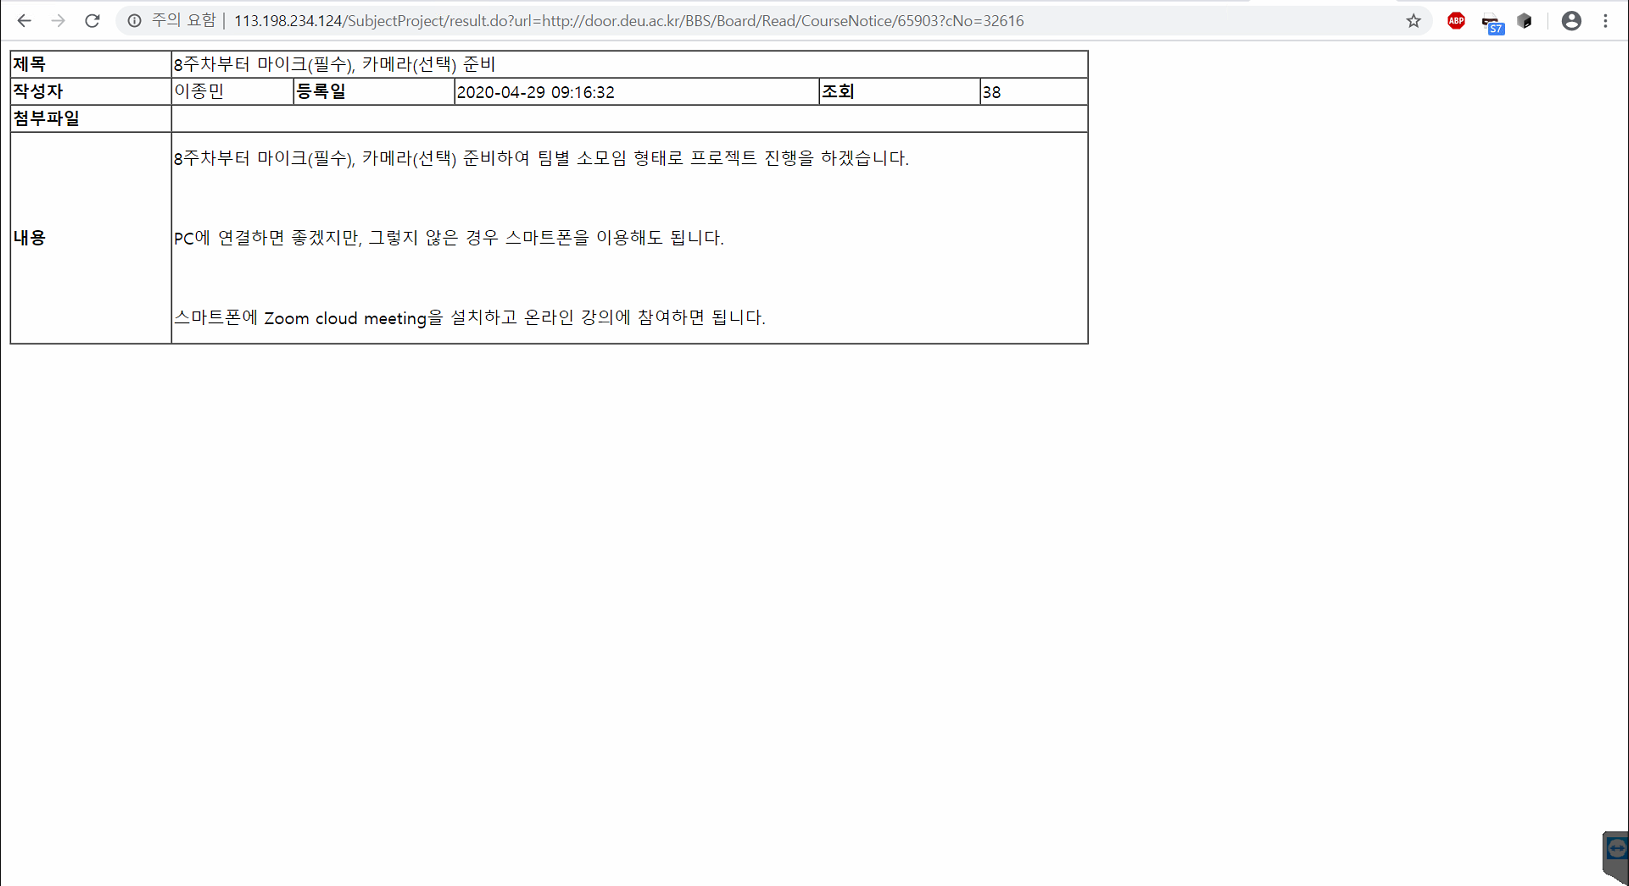 주의 요함 | 113.198.234.124/SubjectProject/result.do?url=http://door.deu.ac.kr/BBS/Board/Read/CourseNotice/65903?cNo=32616
ABP
S7
제목 8주차부터 마이크(필수), 카메라(선택) 준비
작성자 이종민 등록일 2020-04-29 09:16:32 조회 38
첨부파일
8주차부터 마이크(필수), 카메라(선택) 준비하여 팀별 소모임 형태로 프로젝트 진행을 하겠습니다.
내용 PC에 연결하면 좋겠지만, 그렇지 않은 경우 스마트폰을 이용해도 됩니다.
스마트폰에 Zoom cloud meeting을 설치하고 온라인 강의에 참여하면 됩니다.